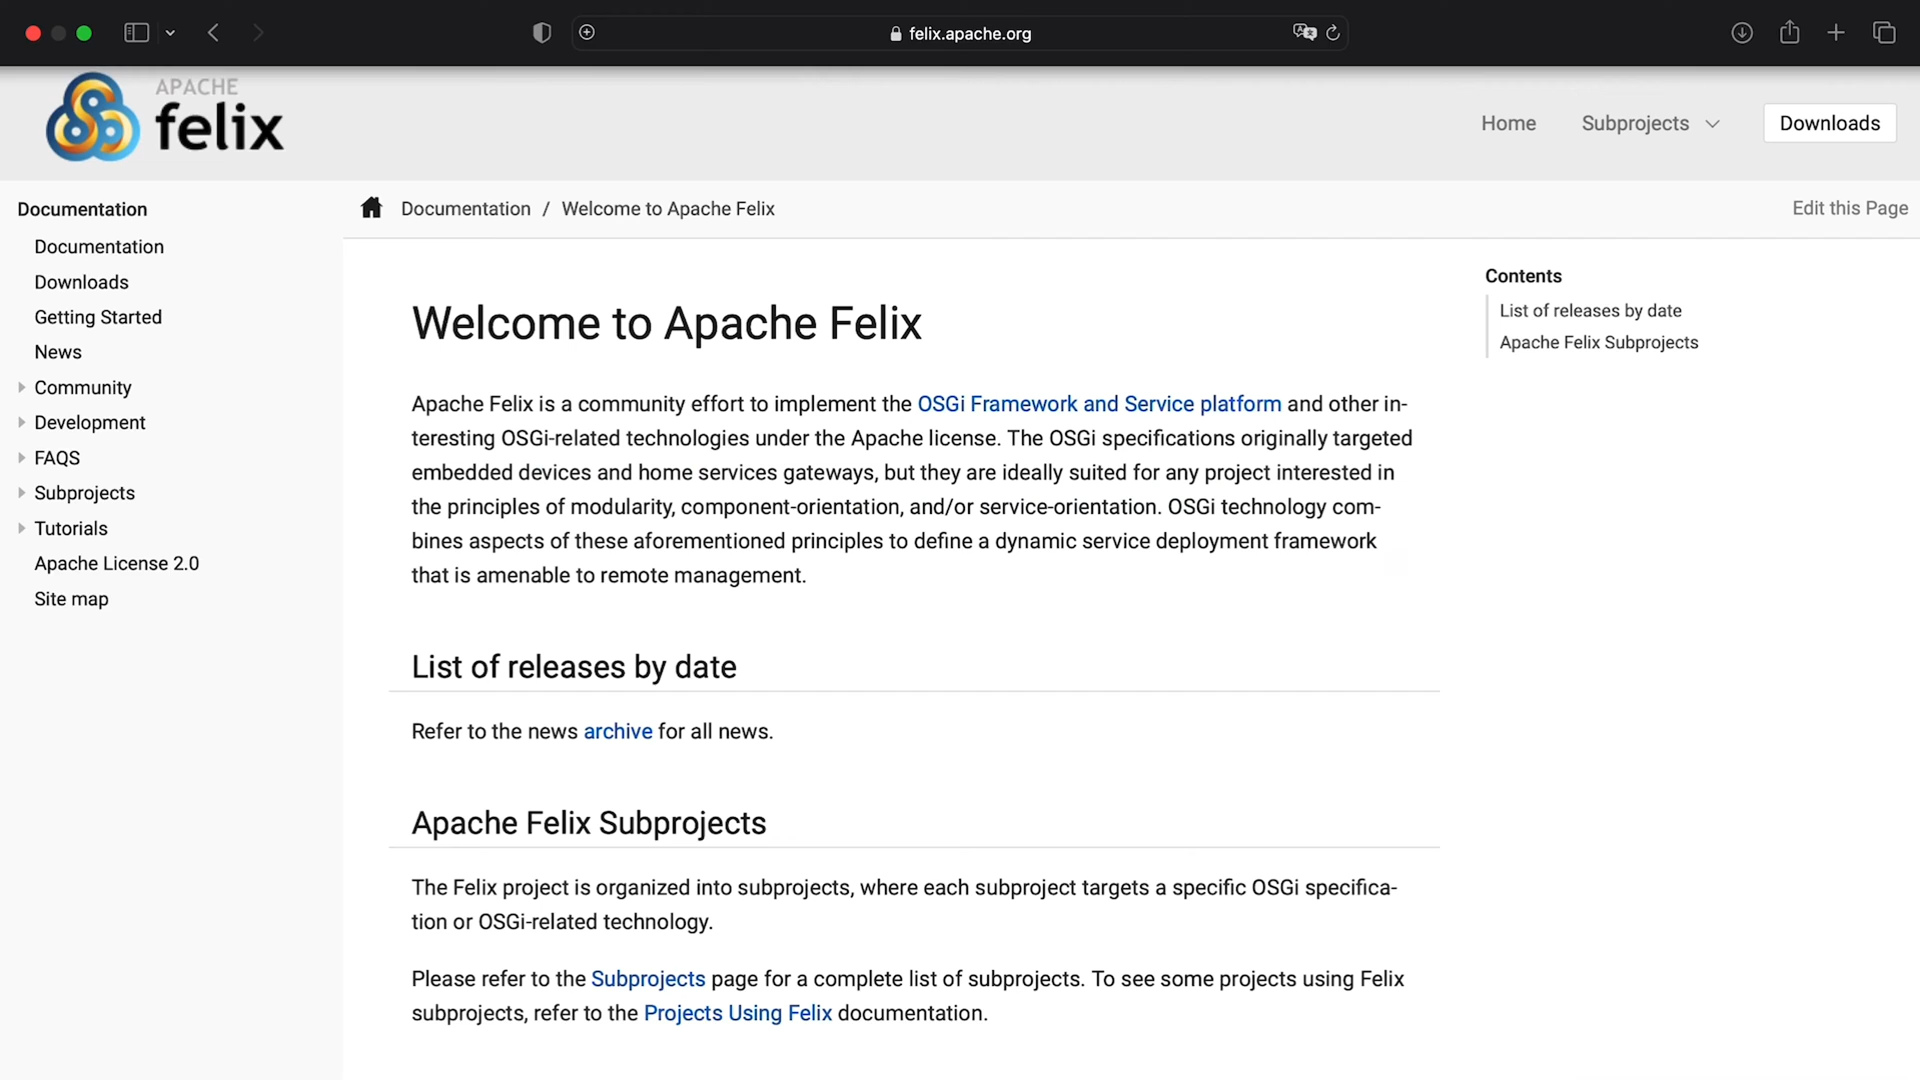 felix.apache.org
APACHE
felix
Home
Subprojects
Downloads
Documentation
Documentation
Downloads
Getting Started
News
Community
Development
FAQS
Subprojects
Tutorials
Apache License 2.0
Site map
Documentation / Welcome to Apache Felix
Edit this Page
Welcome to Apache Felix
Apache Felix is a community effort to implement the OSGi Framework and Service platform and other in-
teresting OSGi-related technologies under the Apache license. The OSGi specifications originally targeted
embedded devices and home services gateways, but they are ideally suited for any project interested in
the principles of modularity, component-orientation, and/or service-orientation. OSGi technology com-
bines aspects of these aforementioned principles to define a dynamic service deployment framework
that is amenable to remote management.
List of releases by date
Refer to the news archive for all news.
Apache Felix Subprojects
The Felix project is organized into subprojects, where each subproject targets a specific OSGi specifica-
tion or OSGi-related technology.
Please refer to the Subprojects page for a complete list of subprojects. To see some projects using Felix
subprojects, refer to the Projects Using Felix documentation.
Contents
List of releases by date
Apache Felix Subprojects